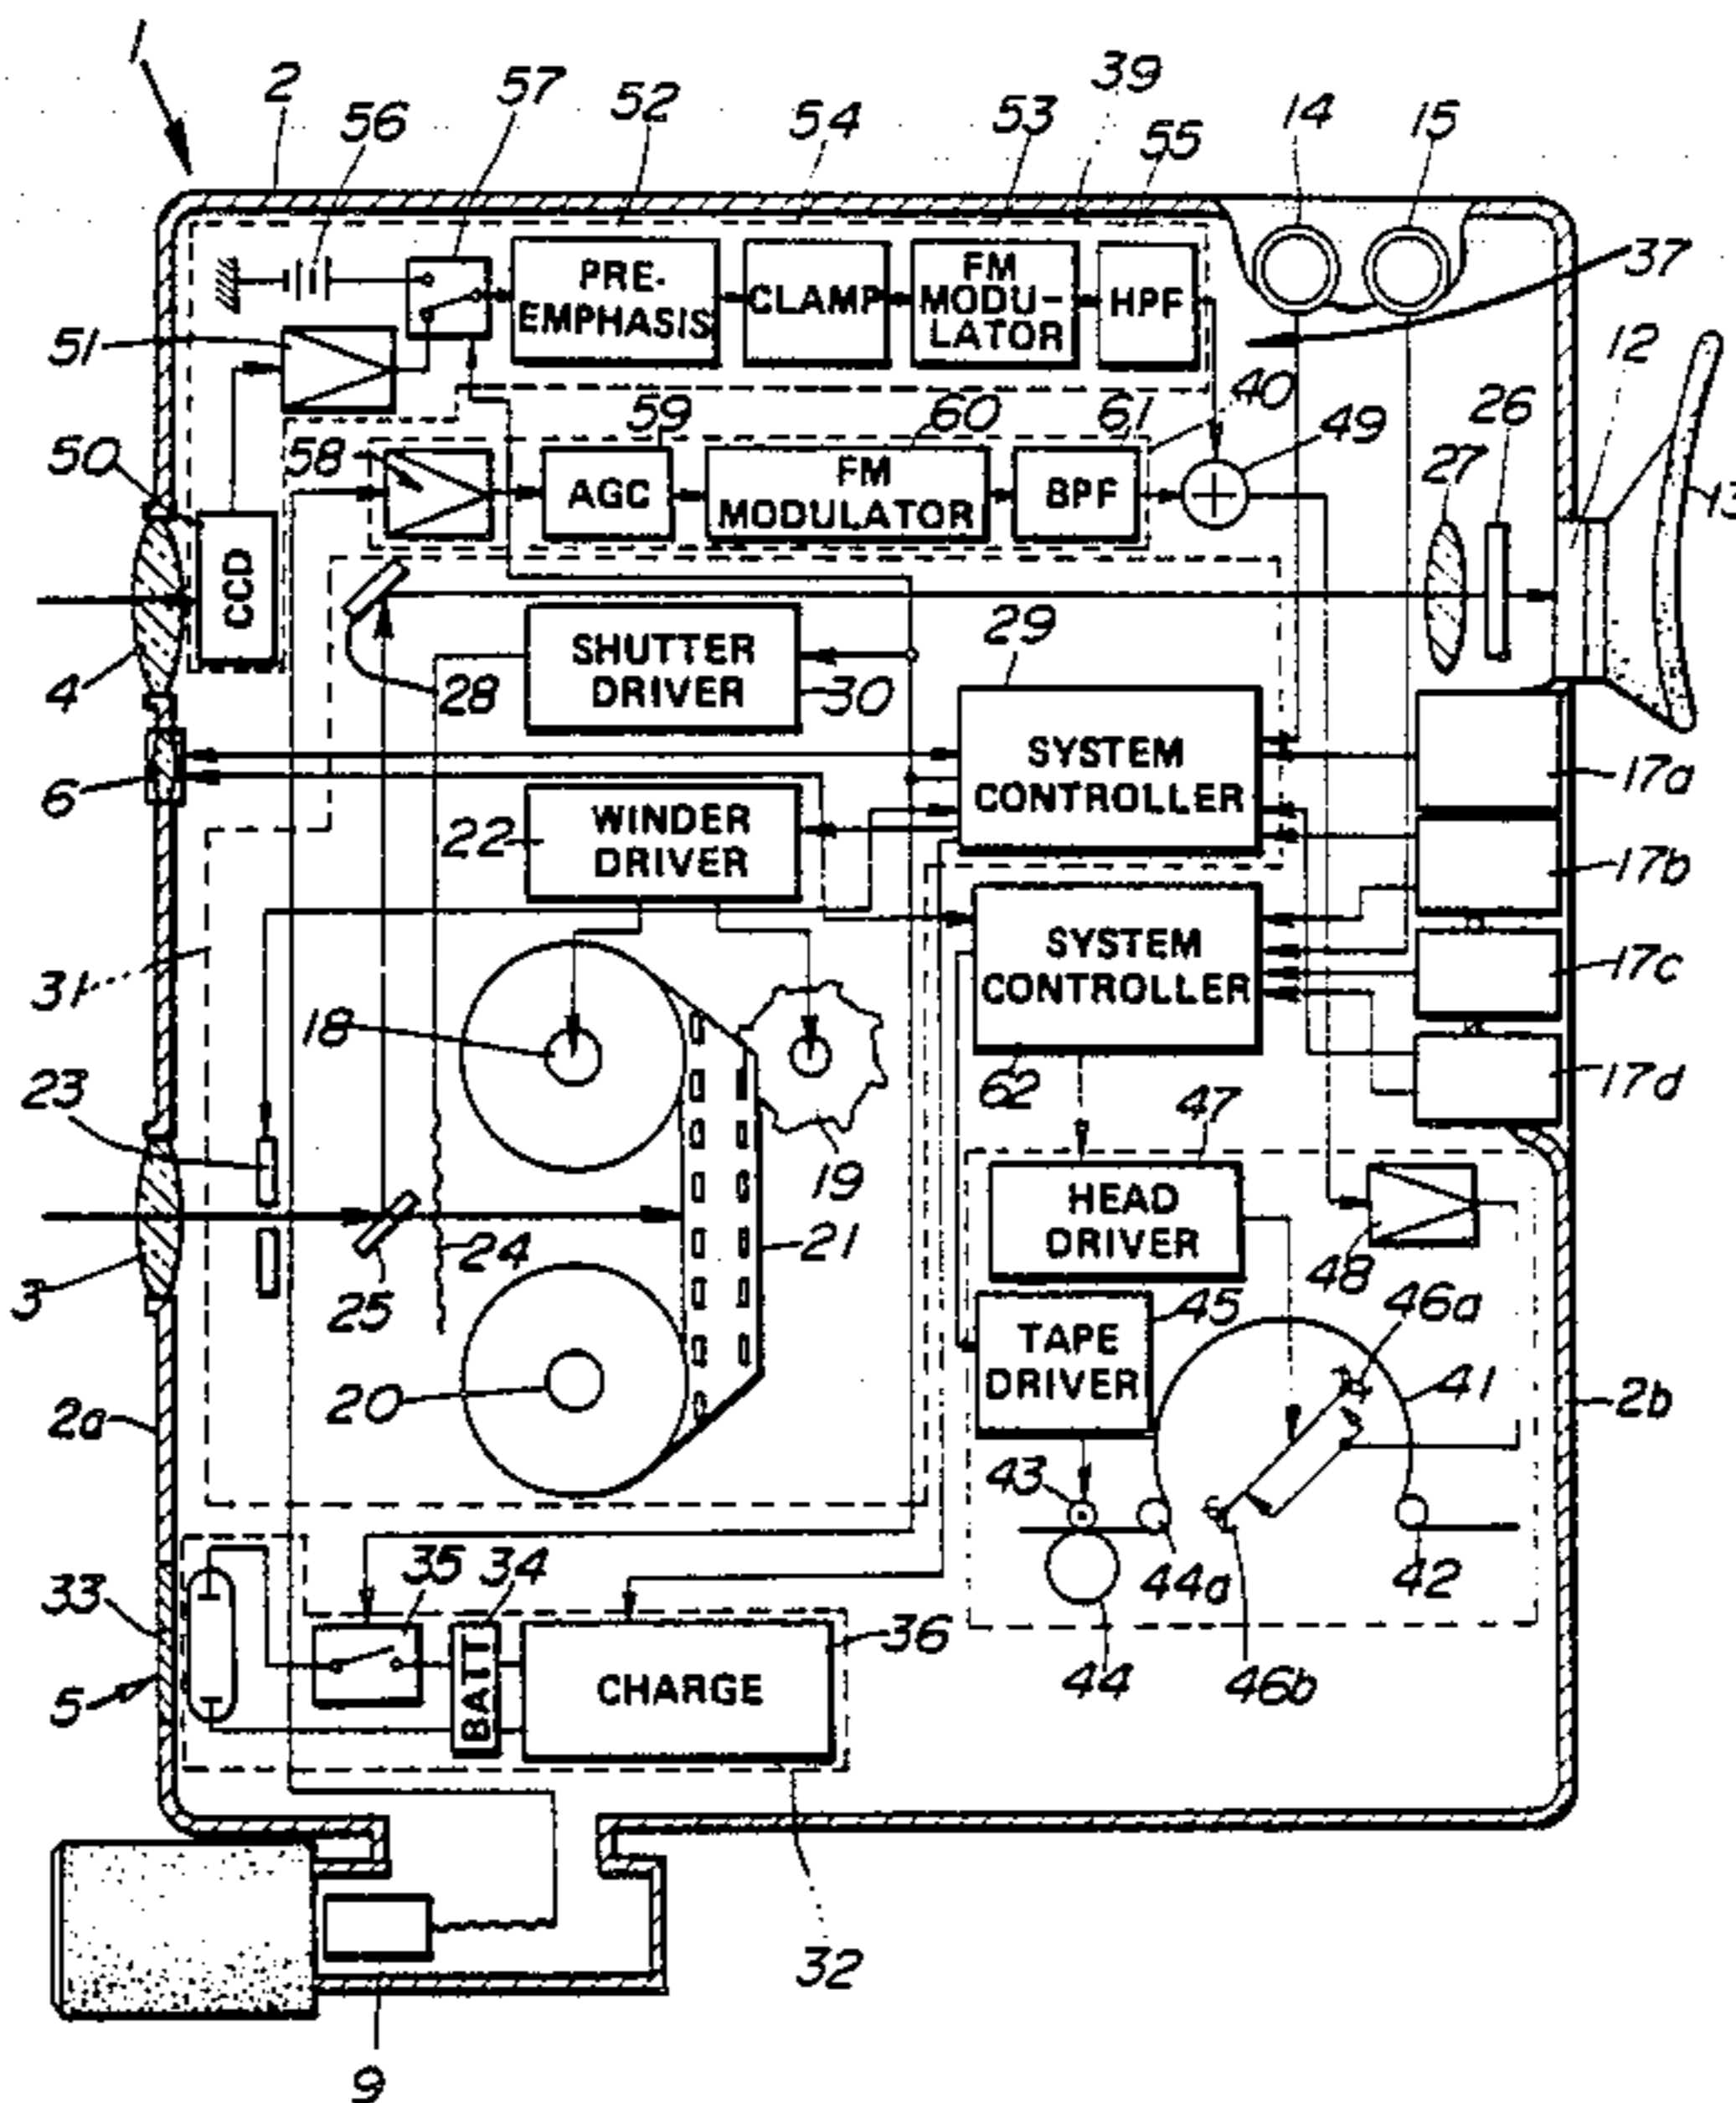 1
2
56
57
52
54
53
39
55
14
15
37
PRE-
EMPHASIS
CLAMP
FM
MODU-
LATOR
HPF
51
12
50
58
59
60
61
40
49
27
26
13
AGC
FM
MODULATOR
BPF
CCD
4
28
SHUTTER
DRIVER
30
29
6
SYSTEM
CONTROLLER
17a
22
WINDER
DRIVER
17b
31
SYSTEM
CONTROLLER
17c
18
19
62
17d
23
47
HEAD
DRIVER
24
21
48
3
25
45
46a
TAPE
DRIVER
20
41
2a
2b
43
44a
42
35
34
33
36
44
46b
5
BATT
CHARGE
32
9